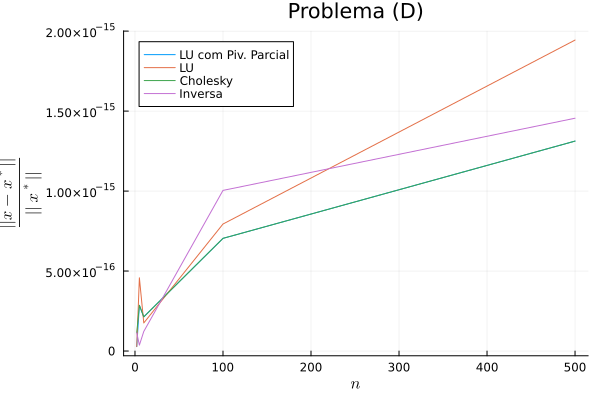 Problema (D)
2.00×10⁻¹⁵
1.50×10⁻¹⁵
1.00×10⁻¹⁵
5.00×10⁻¹⁶
0
LU com Piv. Parcial
LU
Cholesky
Inversa
||x − x*||
||x*||
0 100 200 300 400 500
n